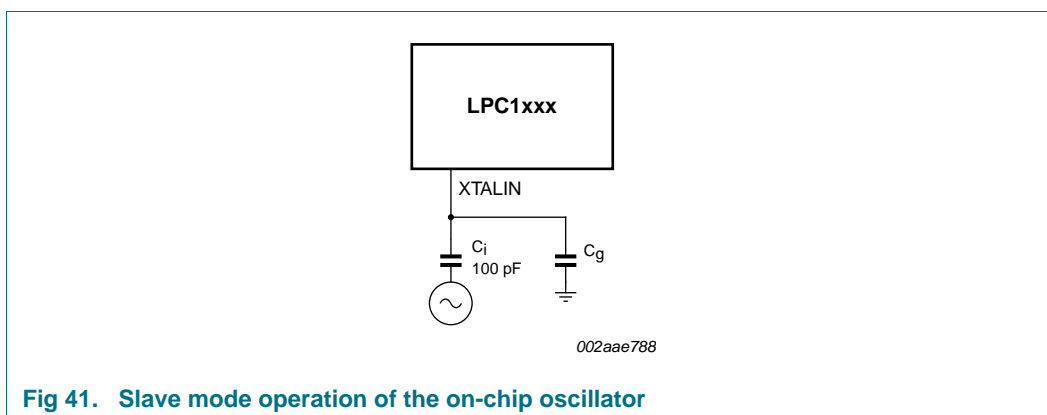 LPC1xxx
XTALIN
Ci
100 pF
Cg
002aae788
Fig 41. Slave mode operation of the on-chip oscillator